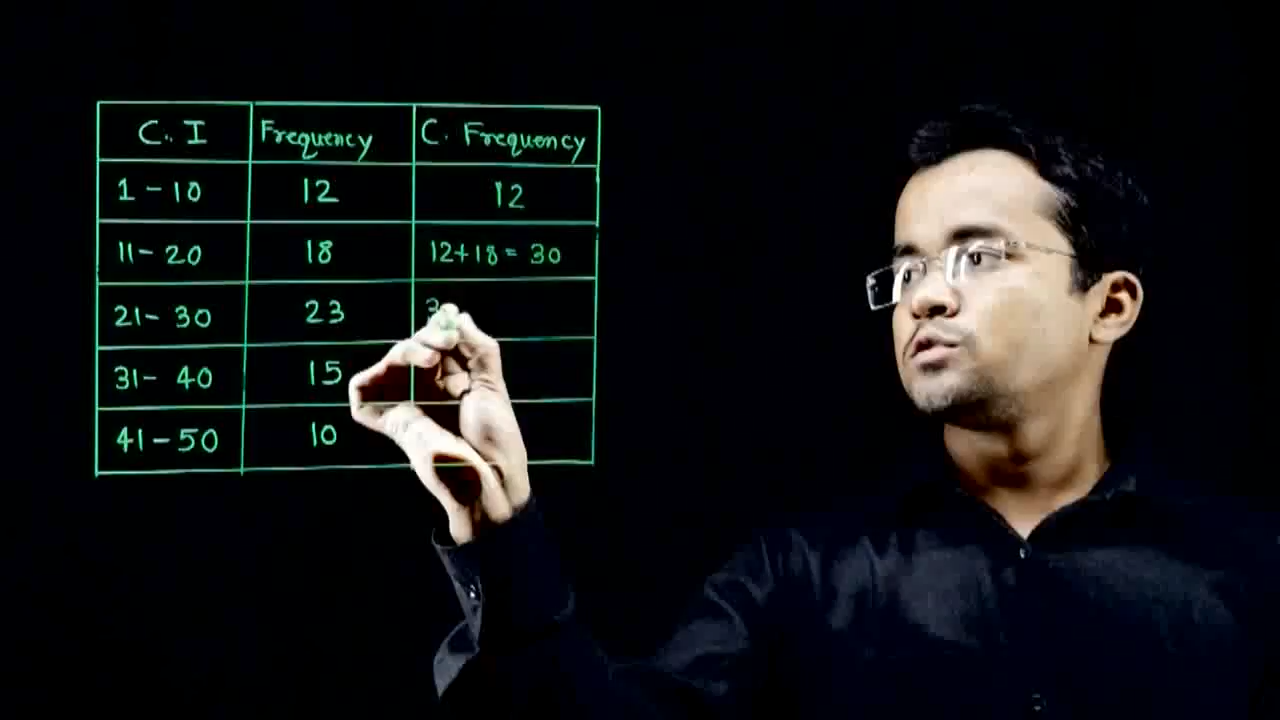 C. I Frequency C. Frequency
1 - 10 12 12
11 - 20 18 12+18 = 30
21 - 30 23 3
31 - 40 15
41 - 50 10